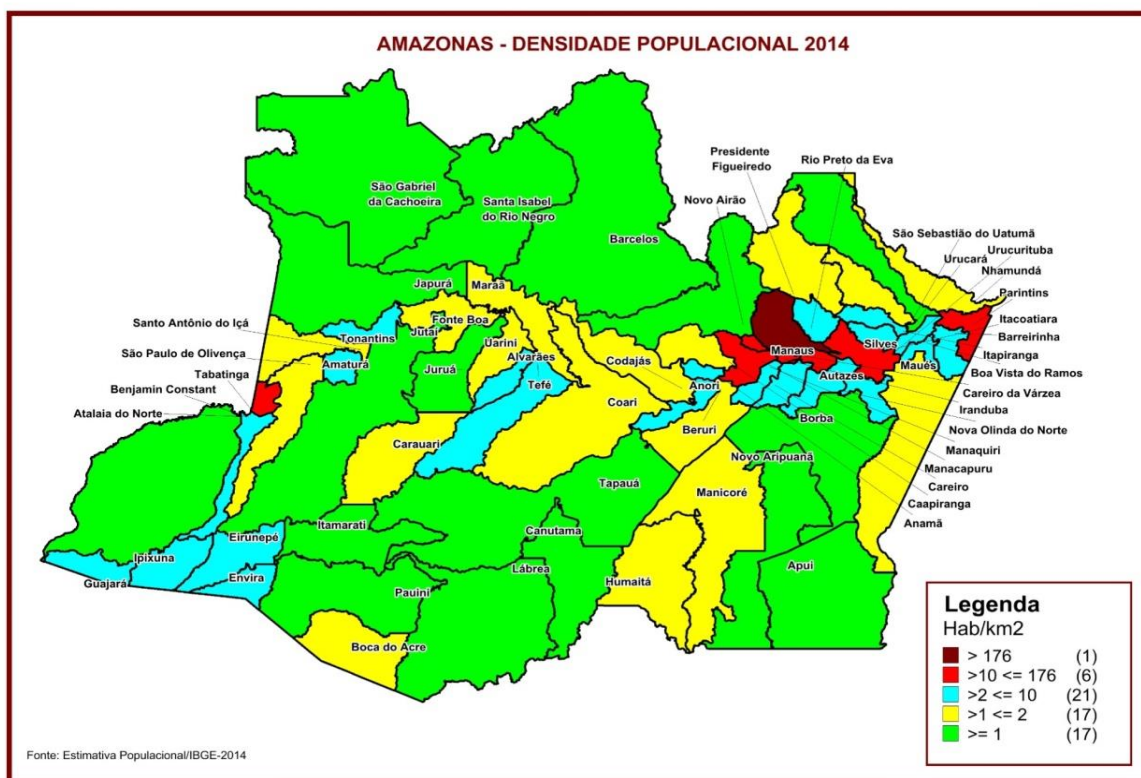 AMAZONAS - DENSIDADE POPULACIONAL 2014
Presidente
Figueiredo
Rio Preto da Eva
São Gabriel
da Cachoeira
Santa Isabel
do Rio Negro
Novo Airão
Barcelos
São Sebastião do Uatumã
Urucurituba
Urucará
Nhamundá
Parintins
Japurá
Maraã
Santo Antônio do Içá
Tonantins
Jutaí
Fonte Boa
Uarini
Itacoatiara
Barreirinha
São Paulo de Olivença
Amaturá
Juruá
Alvarães
Tefé
Codajás
Manaus
Silves
Itapiranga
Tabatinga
Benjamin Constant
Atalaia do Norte
Coari
Anori
Autazes
Maués
Boa Vista do Ramos
Careiro da Várzea
Iranduba
Carauari
Beruri
Borba
Nova Olinda do Norte
Manaquiri
Novo Aripuanã
Manacapuru
Careiro
Caapiranga
Anamã
Tapauá
Manicoré
Itamarati
Canutama
Eirunepé
Ipixuna
Guajará
Envira
Lábrea
Humaitá
Apui
Pauini
Boca do Acre
Legenda
Hab/km2
> 176 (1)
>10 <= 176 (6)
>2 <= 10 (21)
>1 <= 2 (17)
>= 1 (17)
Fonte: Estimativa Populacional/IBGE-2014